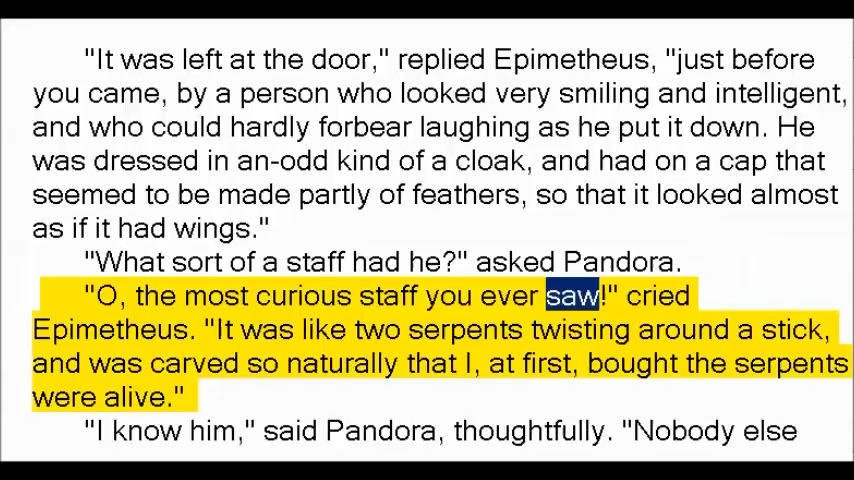 "It was left at the door," replied Epimetheus, "just before
you came, by a person who looked very smiling and intelligent,
and who could hardly forbear laughing as he put it down. He
was dressed in an-odd kind of a cloak, and had on a cap that
seemed to be made partly of feathers, so that it looked almost
as if it had wings."
"What sort of a staff had he?" asked Pandora.
"O, the most curious staff you ever saw!" cried
Epimetheus. "It was like two serpents twisting around a stick,
and was carved so naturally that I, at first, bought the serpents
were alive."
"I know him," said Pandora, thoughtfully. "Nobody else